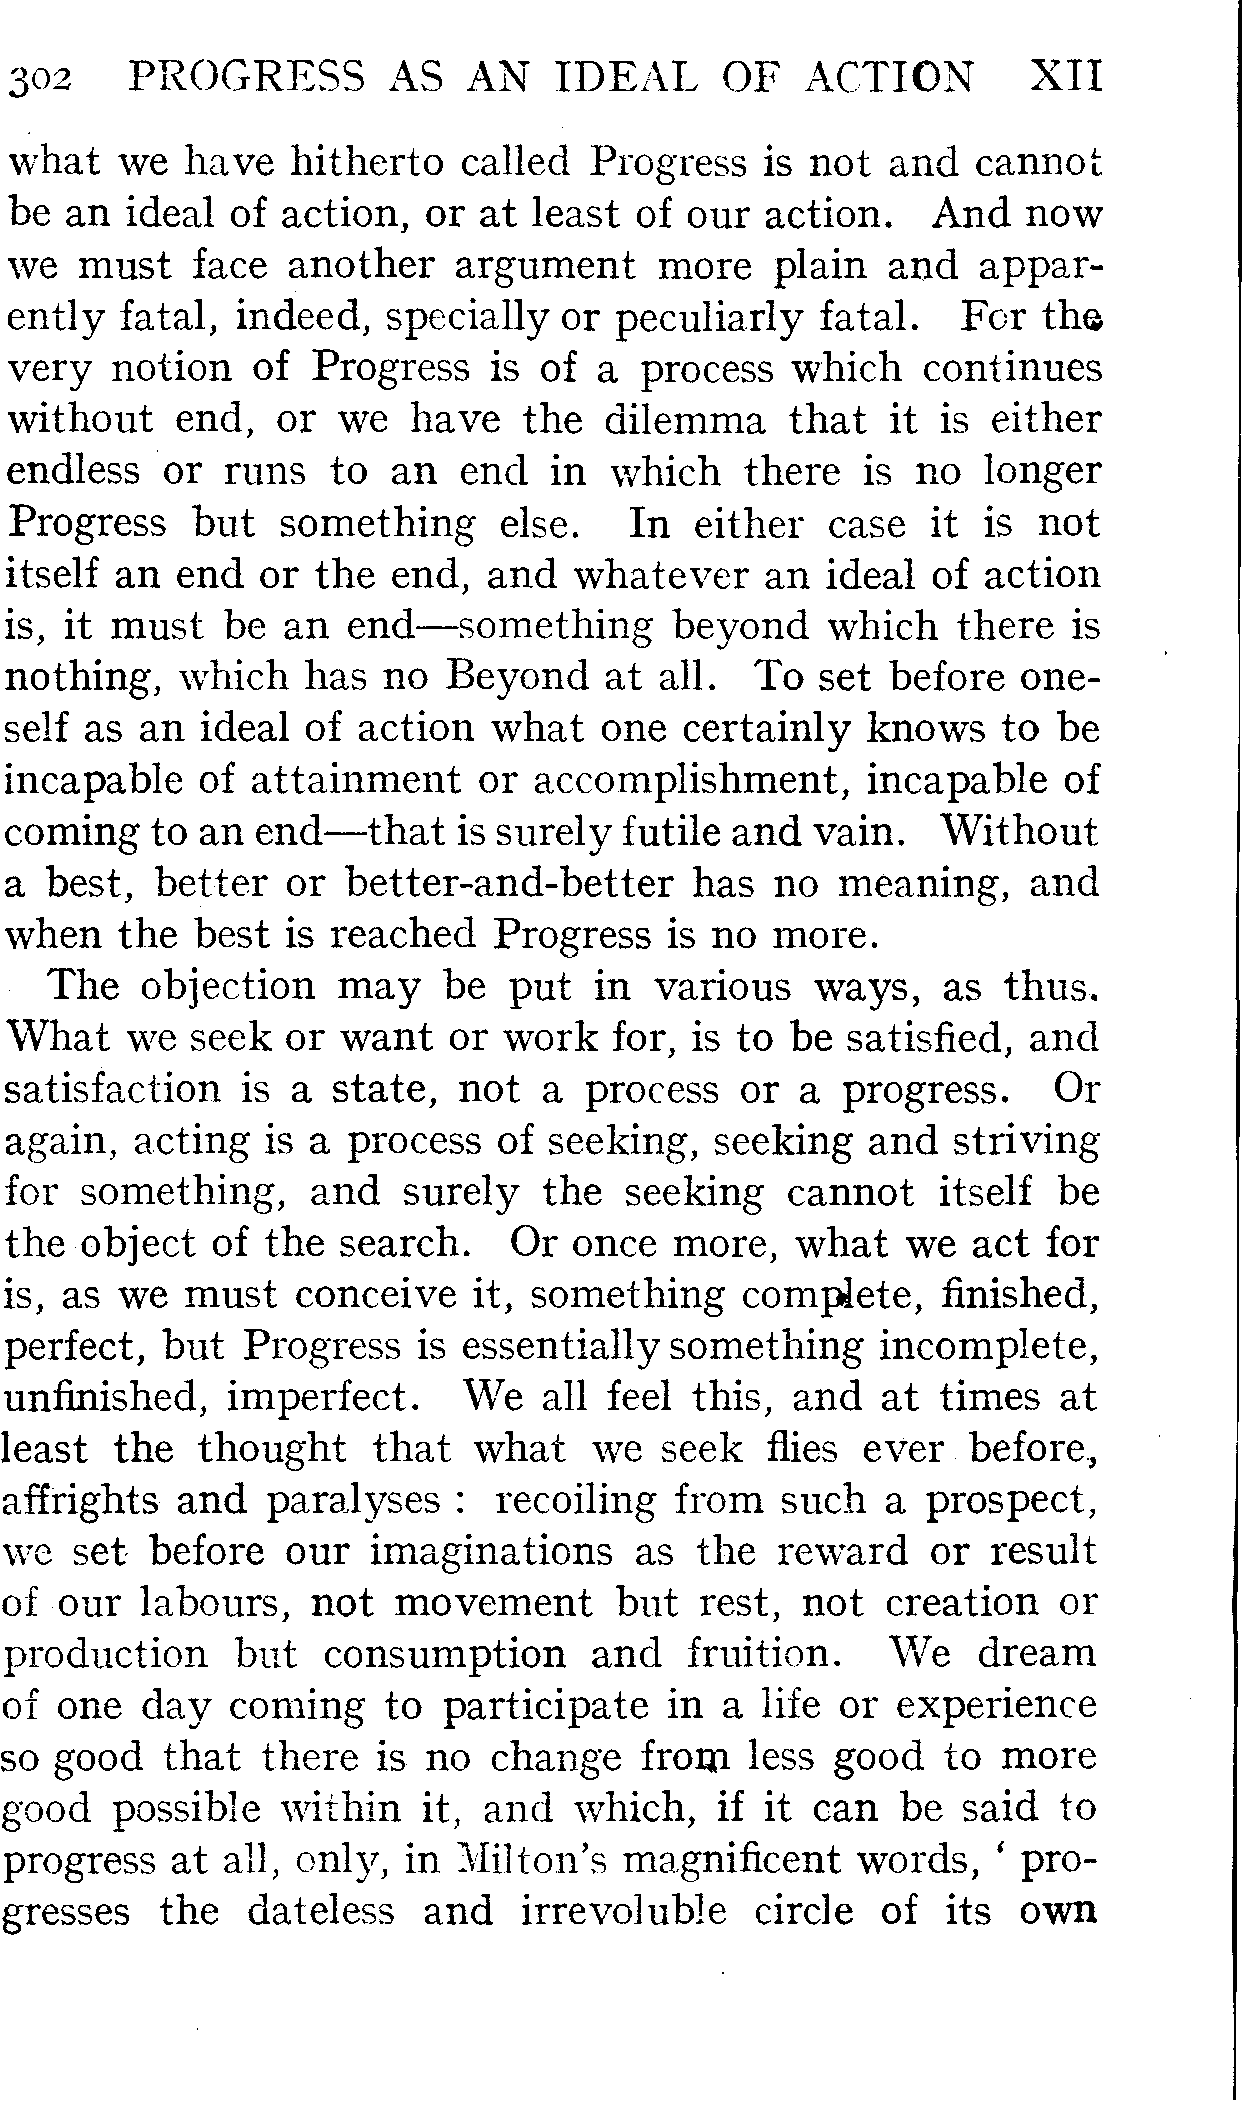 302 PROGRESS AS AN IDEAL OF ACTION XII
what we have hitherto called Progress is not and cannot
be an ideal of action, or at least of our action. And now
we must face another argument more plain and appar-
ently fatal, indeed, specially or peculiarly fatal. For the
very notion of Progress is of a process which continues
without end, or we have the dilemma that it is either
endless or runs to an end in which there is no longer
Progress but something else. In either case it is not
itself an end or the end, and whatever an ideal of action
is, it must be an end—something beyond which there is
nothing, which has no Beyond at all. To set before one-
self as an ideal of action what one certainly knows to be
incapable of attainment or accomplishment, incapable of
coming to an end—that is surely futile and vain. Without
a best, better or better-and-better has no meaning, and
when the best is reached Progress is no more.
The objection may be put in various ways, as thus.
What we seek or want or work for, is to be satisfied, and
satisfaction is a state, not a process or a progress. Or
again, acting is a process of seeking, seeking and striving
for something, and surely the seeking cannot itself be
the object of the search. Or once more, what we act for
is, as we must conceive it, something complete, finished,
perfect, but Progress is essentially something incomplete,
unfinished, imperfect. We all feel this, and at times at
least the thought that what we seek flies ever before,
affrights and paralyses : recoiling from such a prospect,
we set before our imaginations as the reward or result
of our labours, not movement but rest, not creation or
production but consumption and fruition. We dream
of one day coming to participate in a life or experience
so good that there is no change from less good to more
good possible within it, and which, if it can be said to
progress at all, only, in Milton's magnificent words, ‘ pro-
gresses the dateless and irrevoluble circle of its own